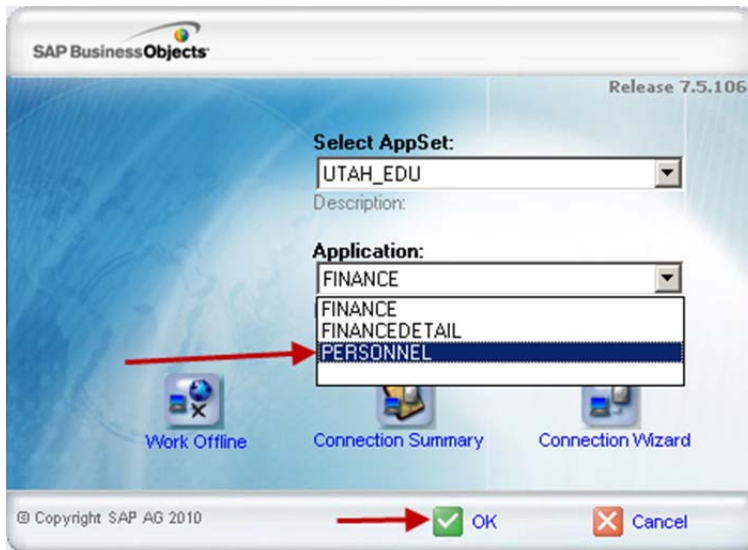 SAP BusinessObjects
Release 7.5.106
Select AppSet:
UTAH_EDU
Description:
Application:
FINANCE
FINANCE
FINANCEDETAIL
PERSONNEL
Work Offline
Connection Summary
Connection Wizard
© Copyright SAP AG 2010
OK
Cancel